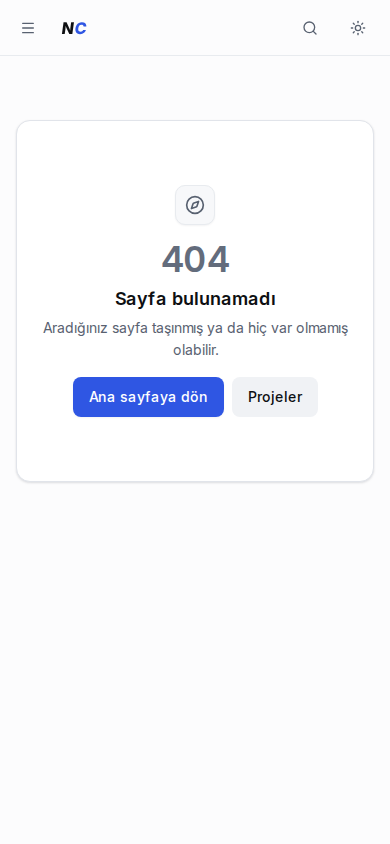 NC
404
Sayfa bulunamadı
Aradığınız sayfa taşınmış ya da hiç var olmamış
olabilir.
Ana sayfaya dön
Projeler